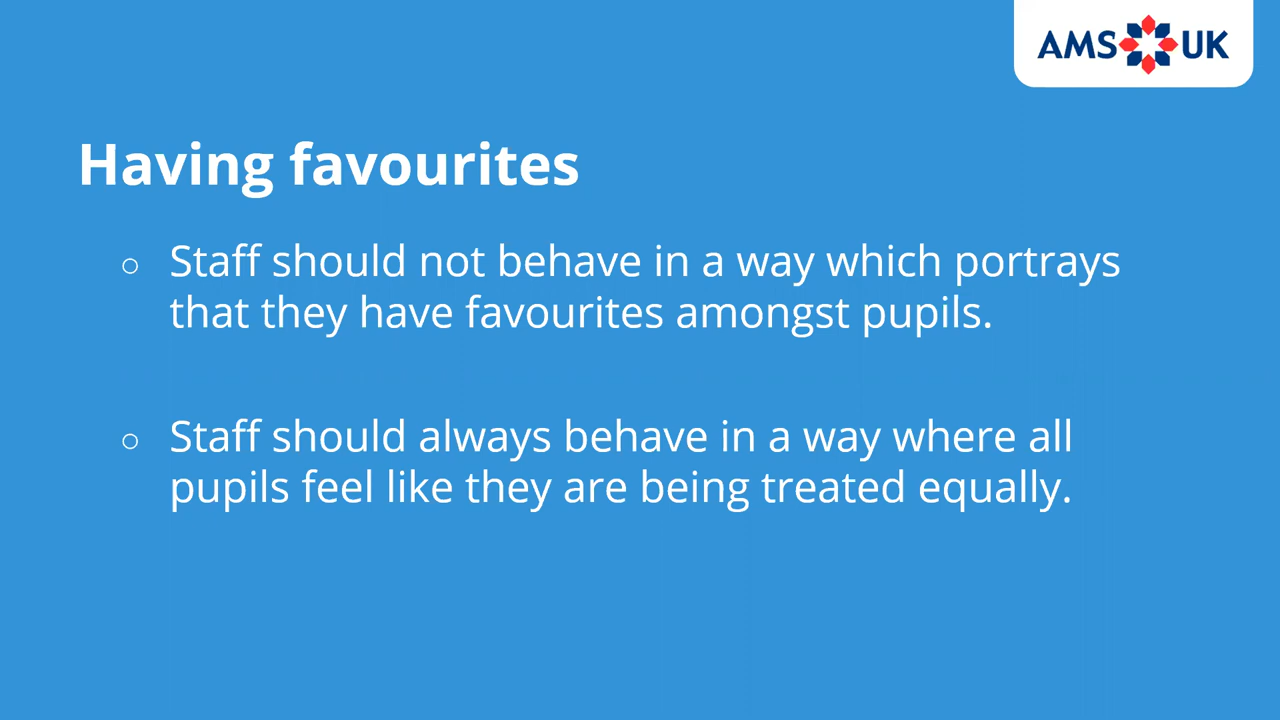 AMS UK
Having favourites
○ Staff should not behave in a way which portrays
that they have favourites amongst pupils.
○ Staff should always behave in a way where all
pupils feel like they are being treated equally.